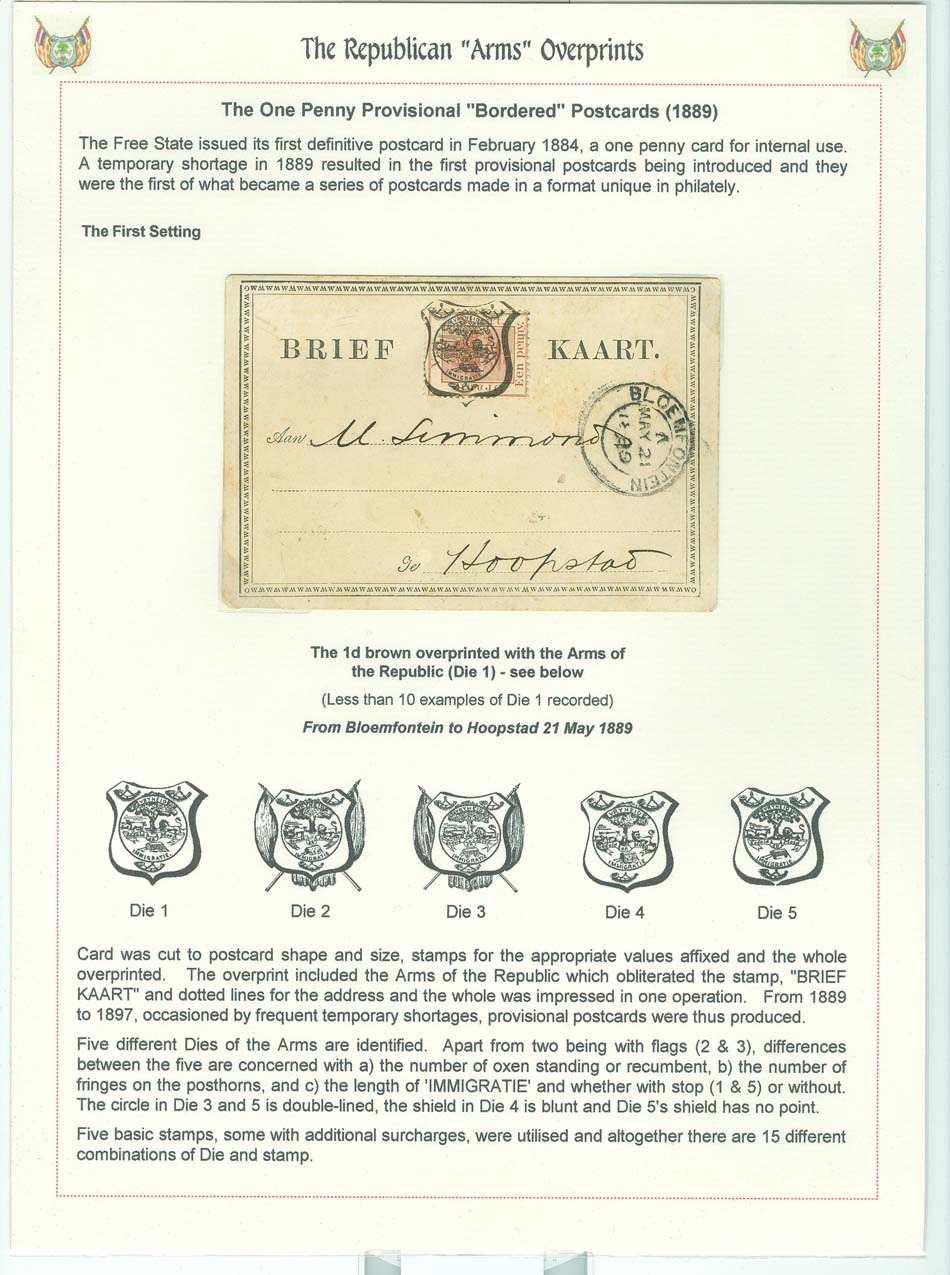 The Republican "Arms" Overprints
The One Penny Provisional "Bordered" Postcards (1889)
The Free State issued its first definitive postcard in February 1884, a one penny card for internal use.
A temporary shortage in 1889 resulted in the first provisional postcards being introduced and they
were the first of what became a series of postcards made in a format unique in philately.
The First Setting
BRIEF KAART.
Een penny.
IMMIGRATIE
BLOEMFONTEIN
MAY 21
89
Aan M. Simmond
Te Hoopstad
The 1d brown overprinted with the Arms of
the Republic (Die 1) - see below
(Less than 10 examples of Die 1 recorded)
From Bloemfontein to Hoopstad 21 May 1889
VRYHEID VRYHEID VRYHEID VRYHEID VRYHEID
IMMIGRATIE. IMMIGRATIE IMMIGRATIE IMMIGRATIE IMMIGRATIE.
Die 1 Die 2 Die 3 Die 4 Die 5
Card was cut to postcard shape and size, stamps for the appropriate values affixed and the whole
overprinted. The overprint included the Arms of the Republic which obliterated the stamp, "BRIEF
KAART" and dotted lines for the address and the whole was impressed in one operation. From 1889
to 1897, occasioned by frequent temporary shortages, provisional postcards were thus produced.
Five different Dies of the Arms are identified. Apart from two being with flags (2 & 3), differences
between the five are concerned with a) the number of oxen standing or recumbent, b) the number of
fringes on the posthorns, and c) the length of 'IMMIGRATIE' and whether with stop (1 & 5) or without.
The circle in Die 3 and 5 is double-lined, the shield in Die 4 is blunt and Die 5's shield has no point.
Five basic stamps, some with additional surcharges, were utilised and altogether there are 15 different
combinations of Die and stamp.